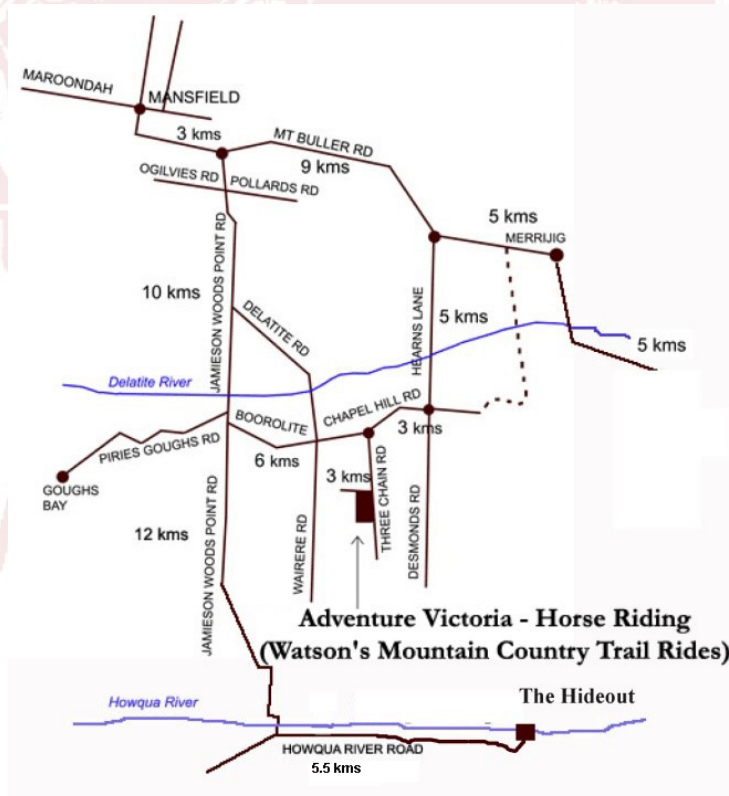 MAROONDAH
MANSFIELD
3 kms
MT BULLER RD
9 kms
OGILVIES RD
POLLARDS RD
5 kms
MERRIJIG
JAMIESON WOODS POINT RD
10 kms
DELATITE RD
HEARNS LANE
5 kms
5 kms
Delatite River
BOOROLITE
CHAPEL HILL RD
3 kms
PIRIES GOUGHS RD
6 kms
GOUGHS
BAY
3 kms
THREE CHAIN RD
DESMONDS RD
WAIRERE RD
12 kms
JAMIESON WOODS POINT RD
Adventure Victoria - Horse Riding
(Watson's Mountain Country Trail Rides)
The Hideout
Howqua River
HOWQUA RIVER ROAD
5.5 kms